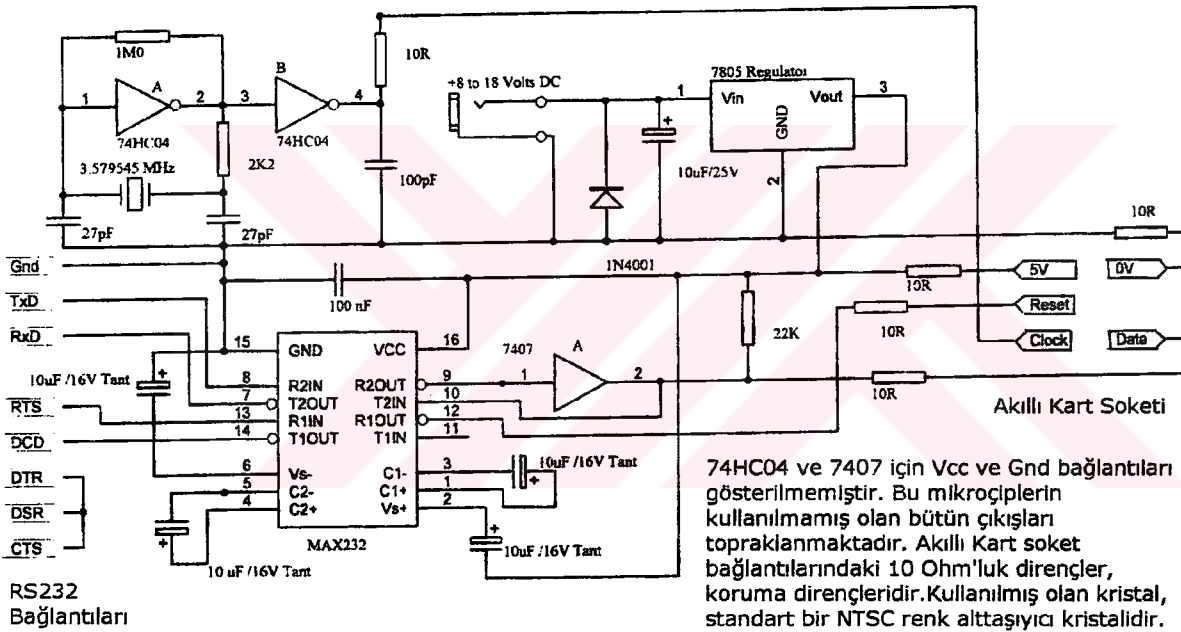 1M0
A
1
2
74HC04
3.579545 MHz
2K2
27pF
27pF
B
3
4
74HC04
10R
100pF
+8 to 18 Volts DC
7805 Regulator
1
Vin
Vout
3
GND
2
10uF/25V
1N4001
10R
Gnd
TxD
RxD
RTS
DCD
DTR
DSR
CTS
RS232
Bağlantıları
100 nF
10uF /16V Tant
15
GND
VCC
16
8
R2IN
R2OUT
9
7
T2OUT
T2IN
10
13
R1IN
R1OUT
12
14
T1OUT
T1IN
11
6
Vs-
C1-
3
5
C2-
C1+
1
4
C2+
Vs+
2
MAX232
10 uF /16V Tant
10uF /16V Tant
10uF /16V Tant
7407
A
1
2
22K
10R
10R
10R
5V
0V
Reset
Clock
Data
Akıllı Kart Soketi
74HC04 ve 7407 için Vcc ve Gnd bağlantıları
gösterilmemiştir. Bu mikroçiplerin
kullanılmamış olan bütün çıkışları
topraklanmaktadır. Akıllı Kart soket
bağlantılarındaki 10 Ohm'luk dirençler,
koruma dirençleridir.Kullanılmış olan kristal,
standart bir NTSC renk alttaşıyıcı kristalidir.